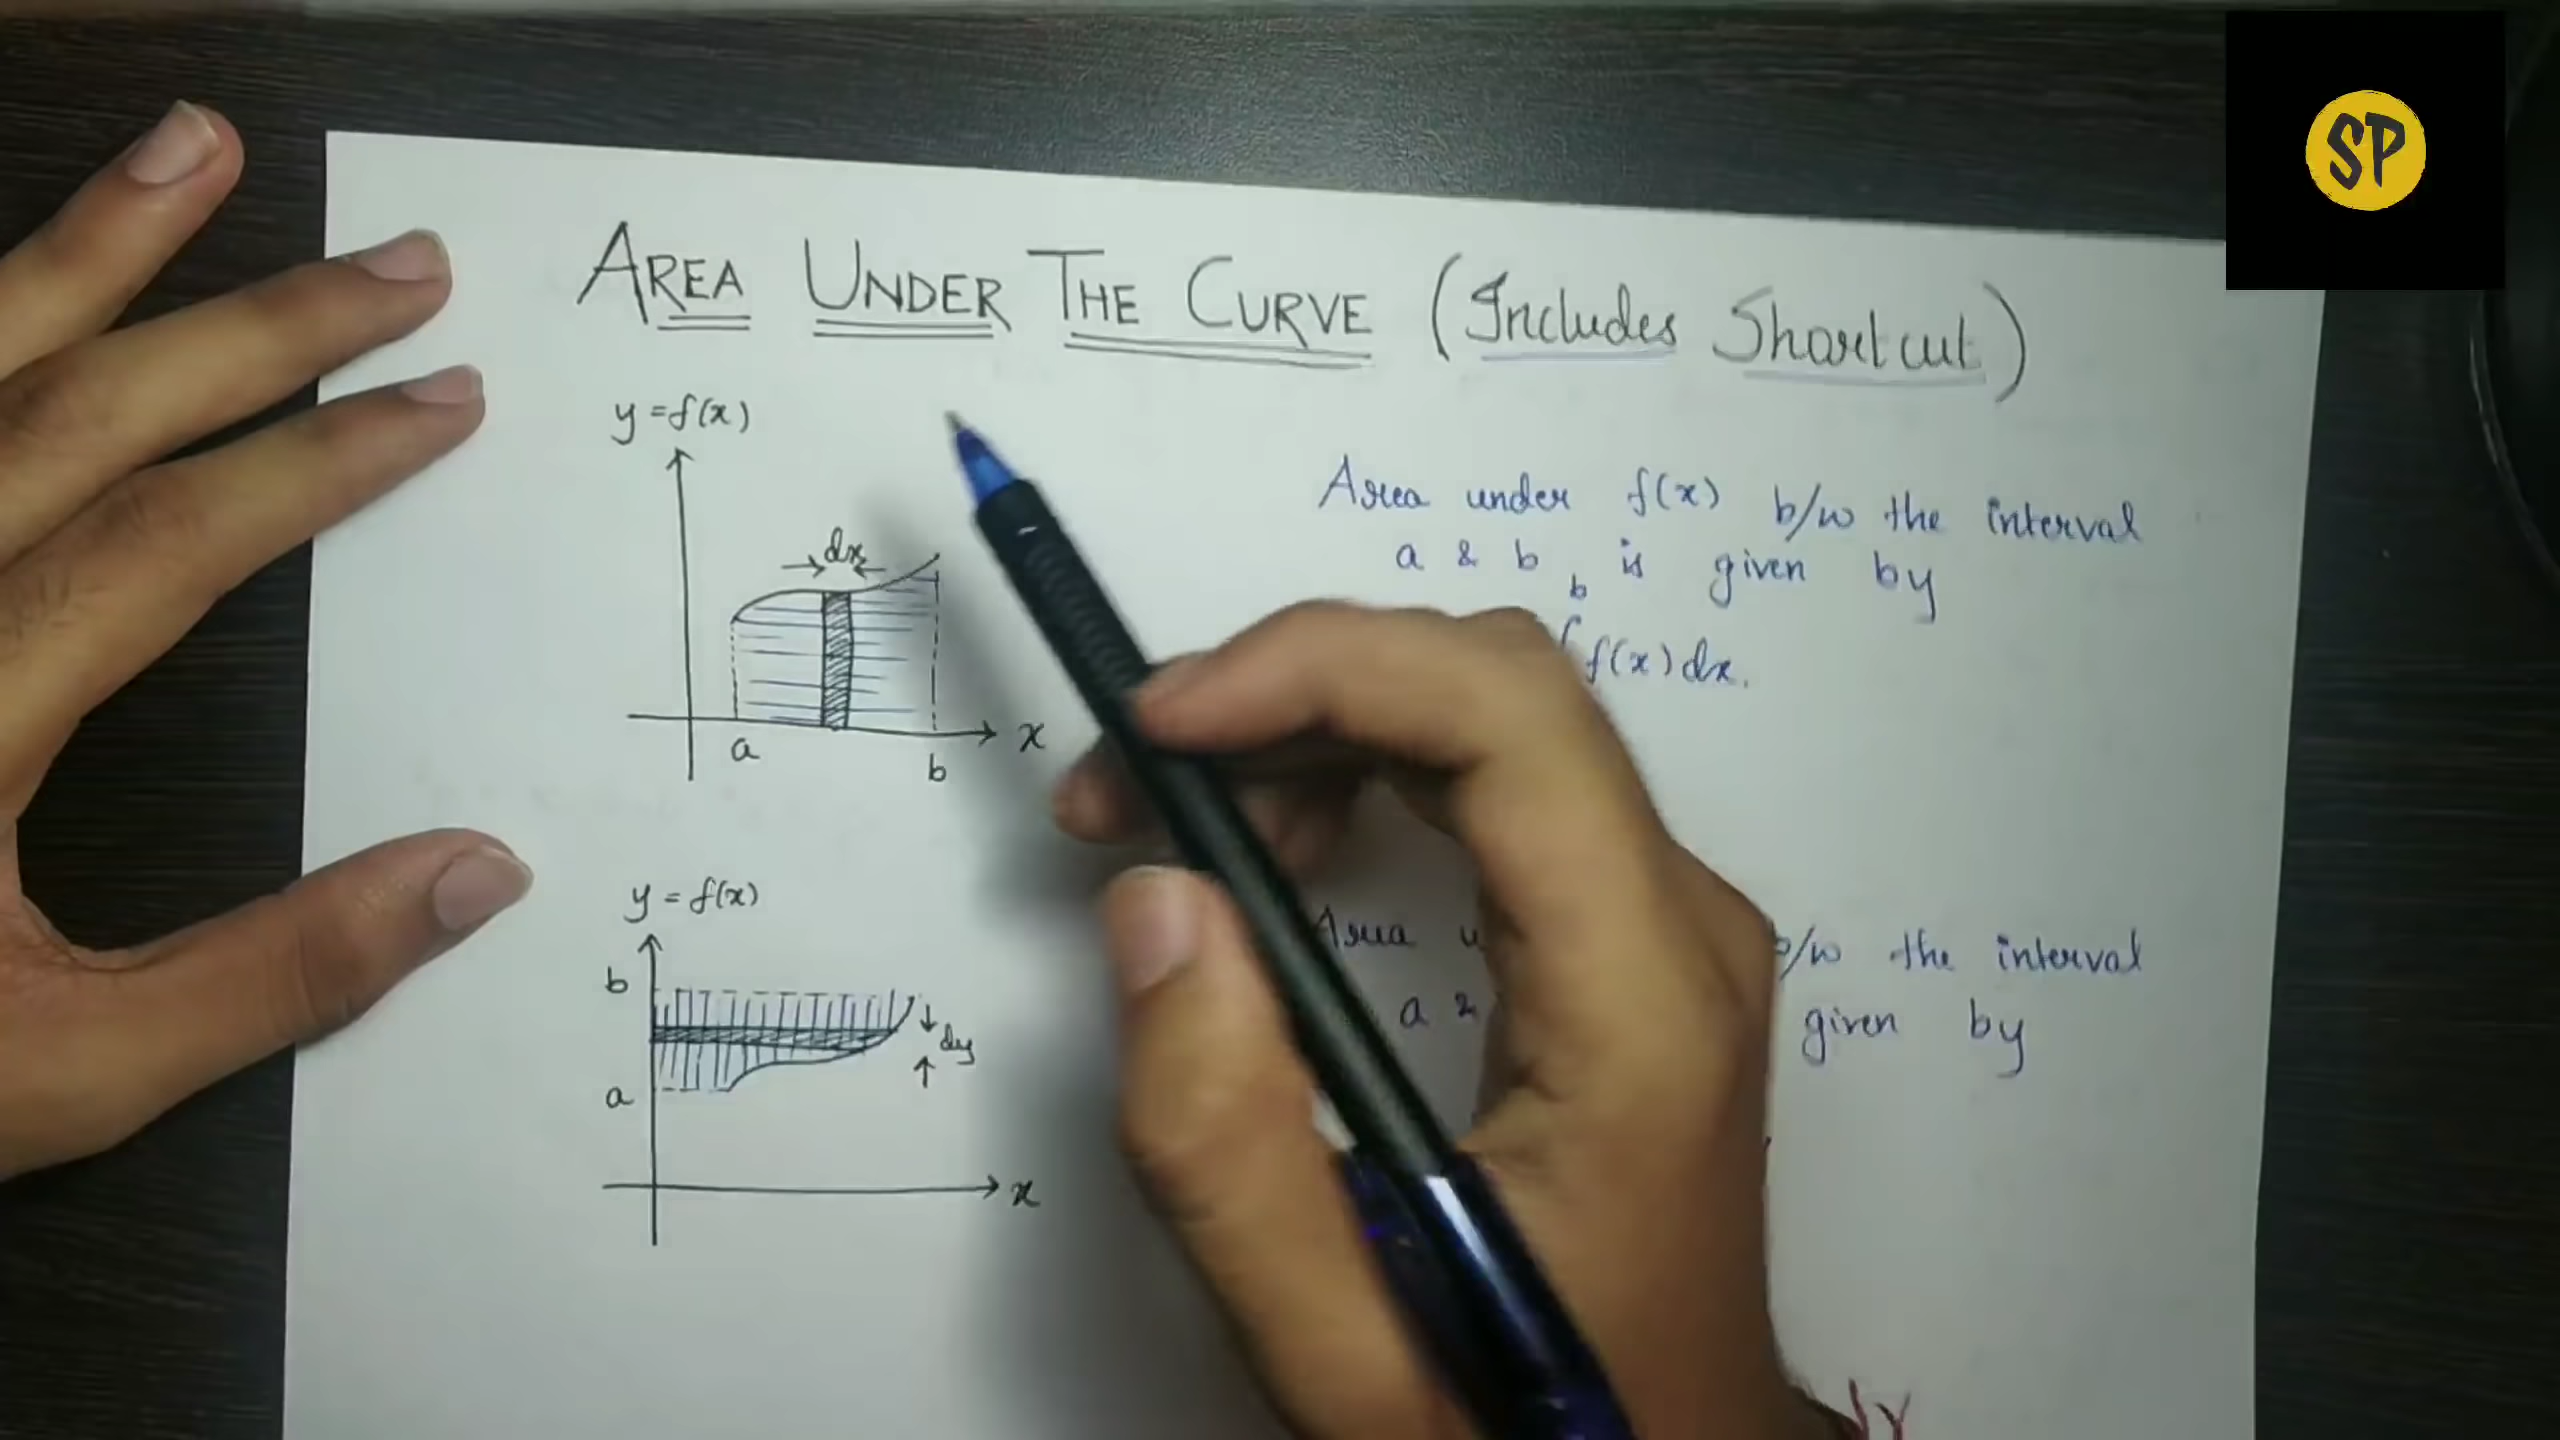 SP
AREA UNDER THE CURVE (Includes Shortcut)
y = f(x)
dx
a
b
x
Area under f(x) b/w the interval
a & b is given by
b
f(x) dx.
y = f(x)
b
dy
a
x
Area b/w the interval
a & given by